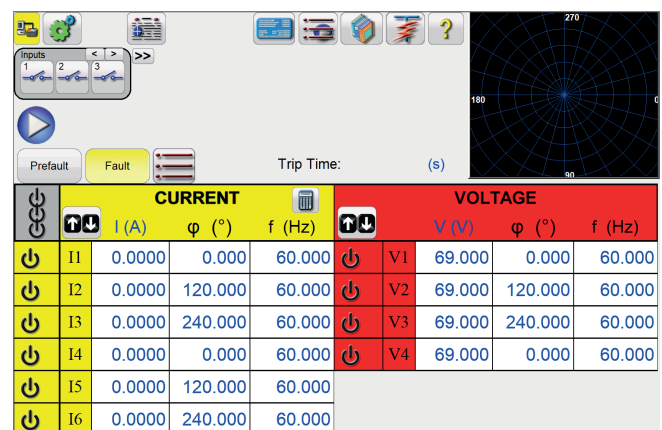 ?
270
Inputs < > >>
1 2 3
180 0
Prefault Fault Trip Time: (s)
90
CURRENT VOLTAGE
I (A) φ (°) f (Hz) V (V) φ (°) f (Hz)
I1 0.0000 0.000 60.000 V1 69.000 0.000 60.000
I2 0.0000 120.000 60.000 V2 69.000 120.000 60.000
I3 0.0000 240.000 60.000 V3 69.000 240.000 60.000
I4 0.0000 0.000 60.000 V4 69.000 0.000 60.000
I5 0.0000 120.000 60.000
I6 0.0000 240.000 60.000